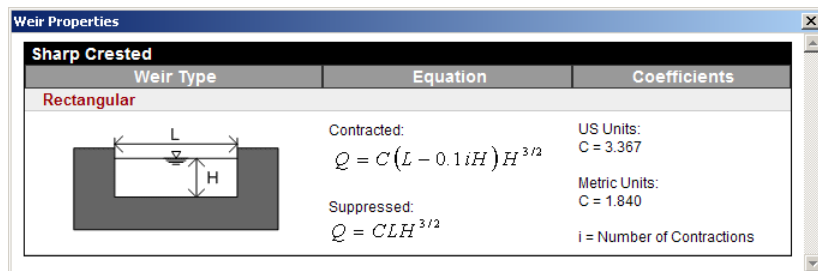 Weir Properties
Sharp Crested
Weir Type Equation Coefficients
Rectangular
L
H
Contracted:
Q = C(L − 0.1iH)H^{3/2}
Suppressed:
Q = CLH^{3/2}
US Units:
C = 3.367
Metric Units:
C = 1.840
i = Number of Contractions